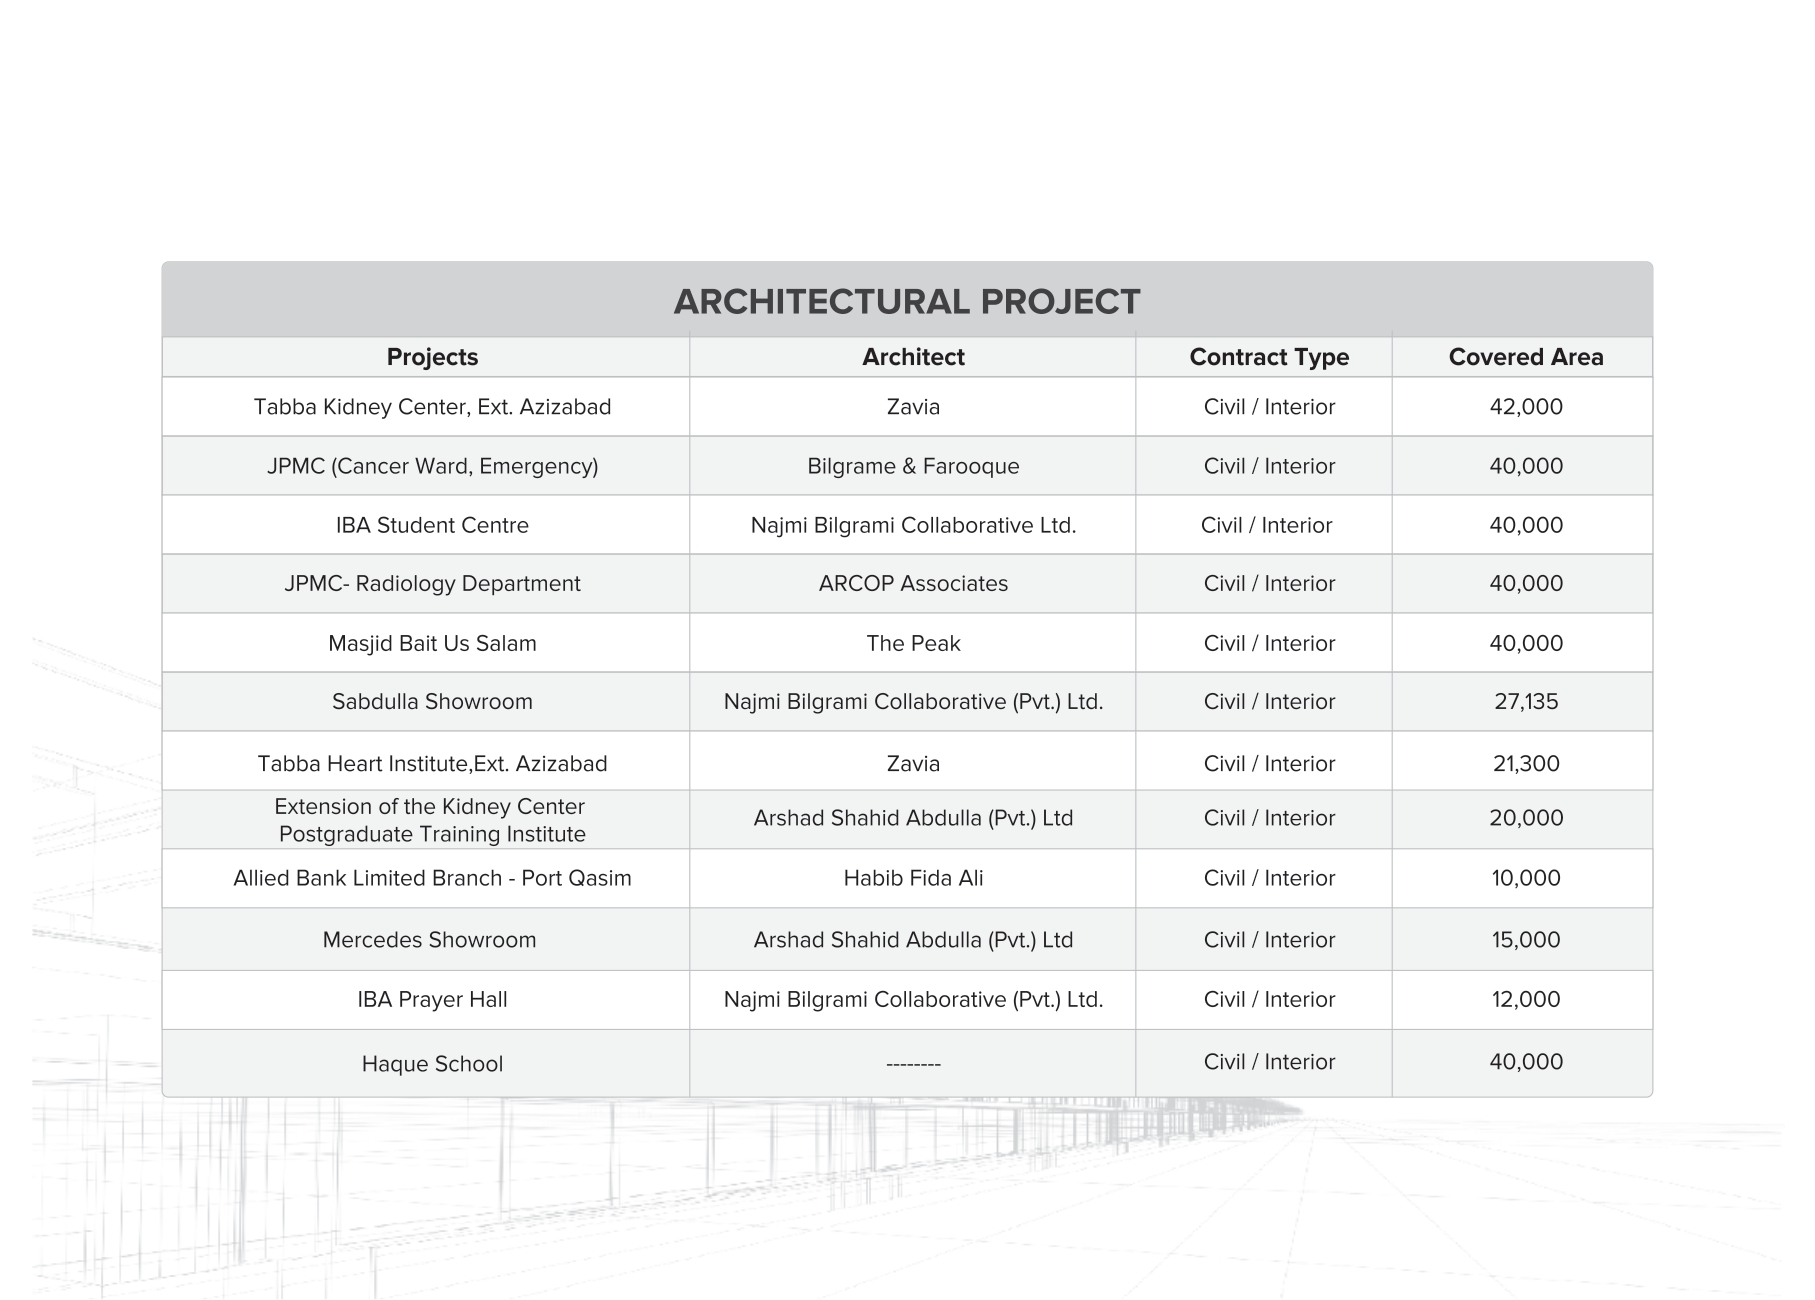 ARCHITECTURAL PROJECT
Projects Architect Contract Type Covered Area
Tabba Kidney Center, Ext. Azizabad Zavia Civil / Interior 42,000
JPMC (Cancer Ward, Emergency) Bilgrame & Farooque Civil / Interior 40,000
IBA Student Centre Najmi Bilgrami Collaborative Ltd. Civil / Interior 40,000
JPMC- Radiology Department ARCOP Associates Civil / Interior 40,000
Masjid Bait Us Salam The Peak Civil / Interior 40,000
Sabdulla Showroom Najmi Bilgrami Collaborative (Pvt.) Ltd. Civil / Interior 27,135
Tabba Heart Institute,Ext. Azizabad Zavia Civil / Interior 21,300
Extension of the Kidney Center
Postgraduate Training Institute Arshad Shahid Abdulla (Pvt.) Ltd Civil / Interior 20,000
Allied Bank Limited Branch - Port Qasim Habib Fida Ali Civil / Interior 10,000
Mercedes Showroom Arshad Shahid Abdulla (Pvt.) Ltd Civil / Interior 15,000
IBA Prayer Hall Najmi Bilgrami Collaborative (Pvt.) Ltd. Civil / Interior 12,000
Haque School -------- Civil / Interior 40,000